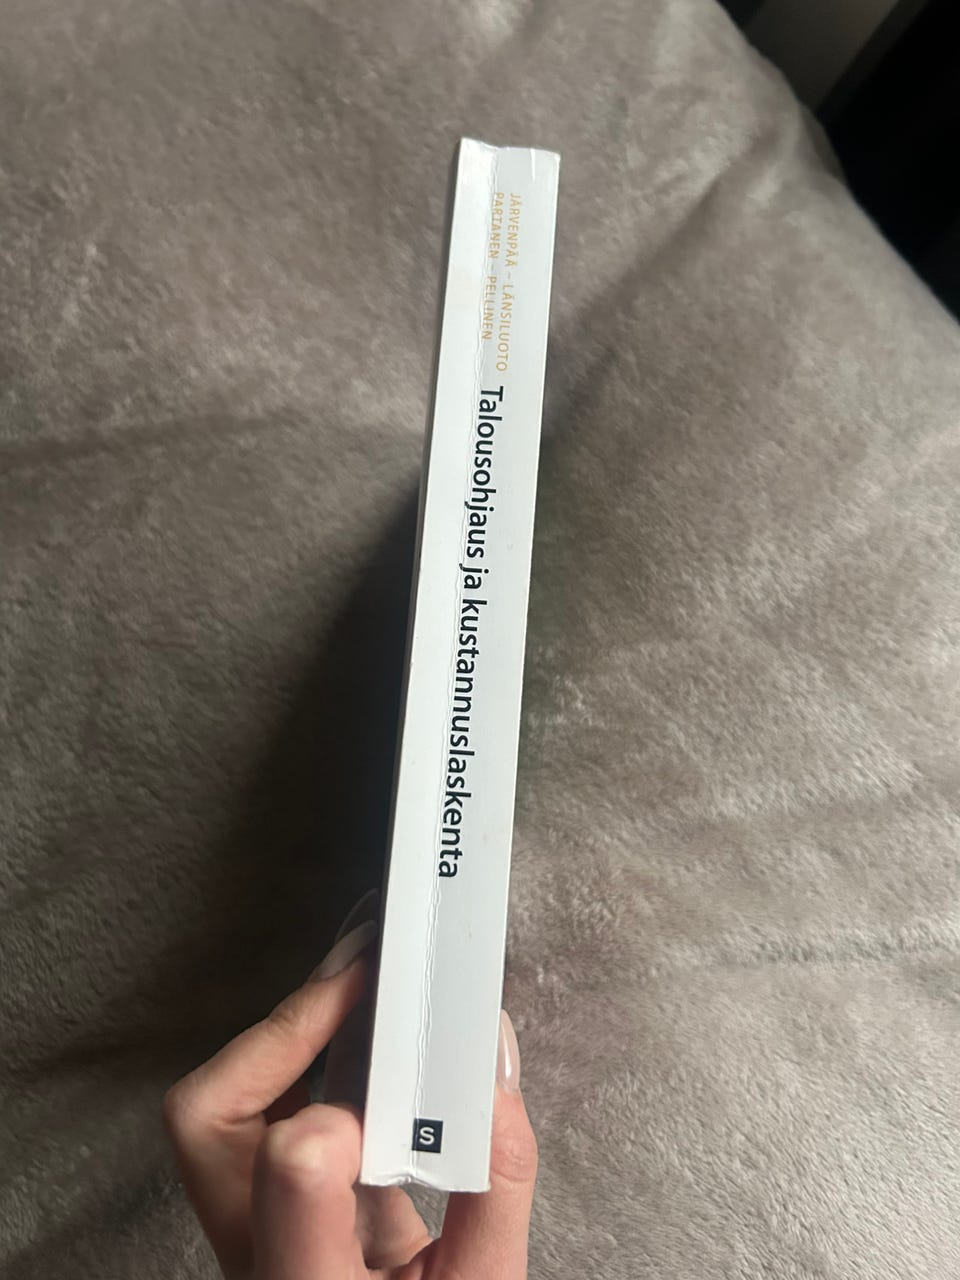 JÄRVENPÄÄ – LÄNSILUOTO
PARTANEN – PELLINEN
Talousohjaus ja kustannuslaskenta
S